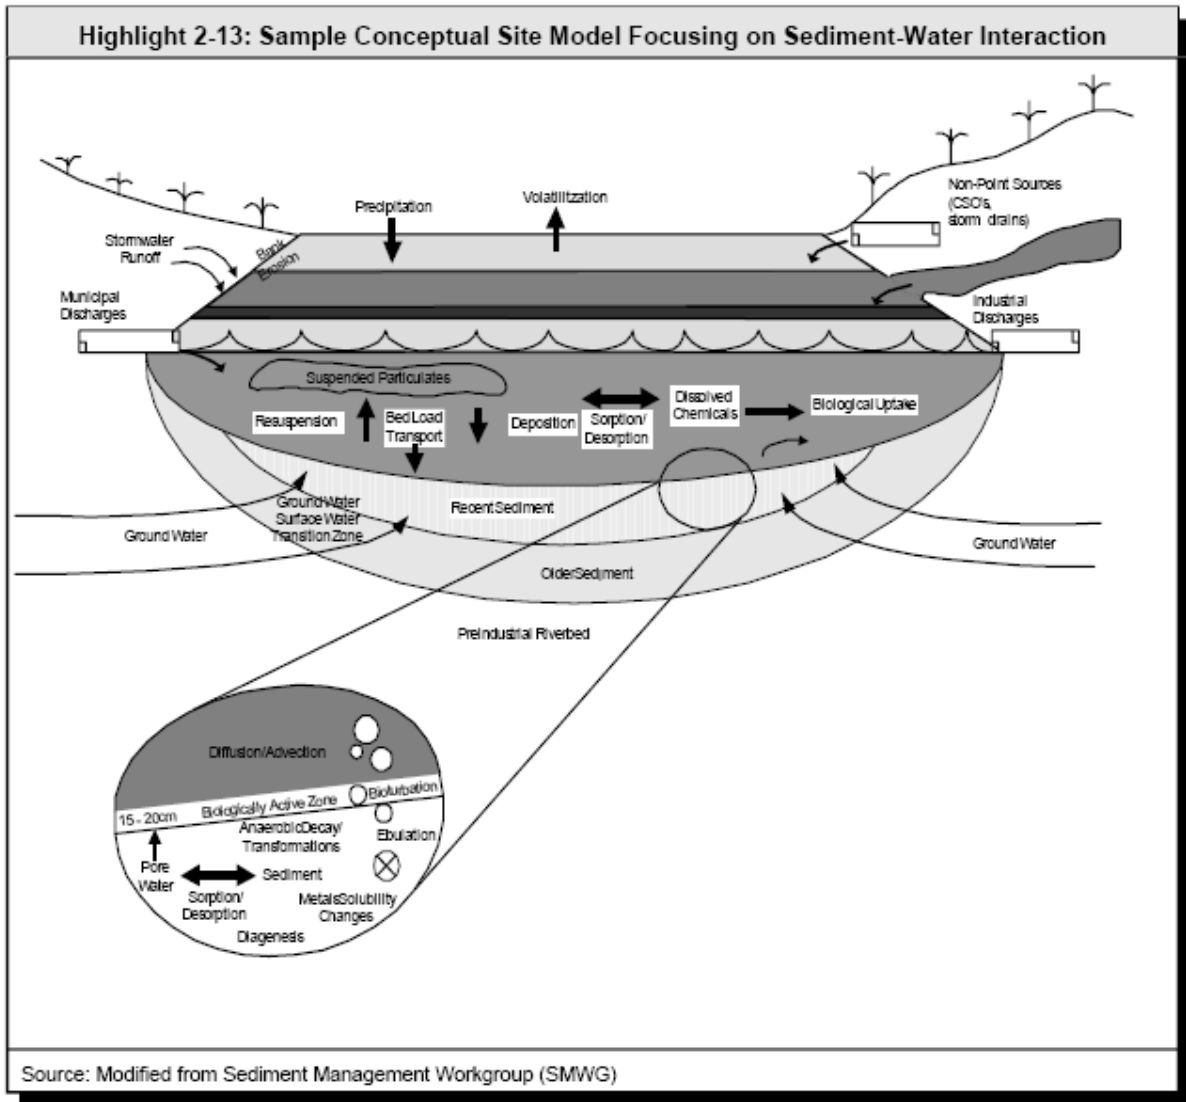 Highlight 2-13: Sample Conceptual Site Model Focusing on Sediment-Water Interaction
Non-Point Sources
(CSO's,
storm drains)
Precipitation
Volatilitzation
Stormwater
Runoff
Bank
Erosion
Municipal
Discharges
Industrial
Discharges
Suspended Particulates
Resuspension
Bed Load
Transport
Deposition
Sorption/
Desorption
Dissolved
Chemicals
Biological Uptake
Ground Water
Surface Water
Transition Zone
Recent Sediment
Ground Water
Ground Water
Older Sediment
Preindustrial Riverbed
Diffusion/Advection
15 - 20cm
Biologically Active Zone
Bioturbation
Anaerobic Decay/
Transformations
Ebulation
Pore
Water
Sediment
Sorption/
Desorption
Metals Solubility
Changes
Diagenesis
Source: Modified from Sediment Management Workgroup (SMWG)